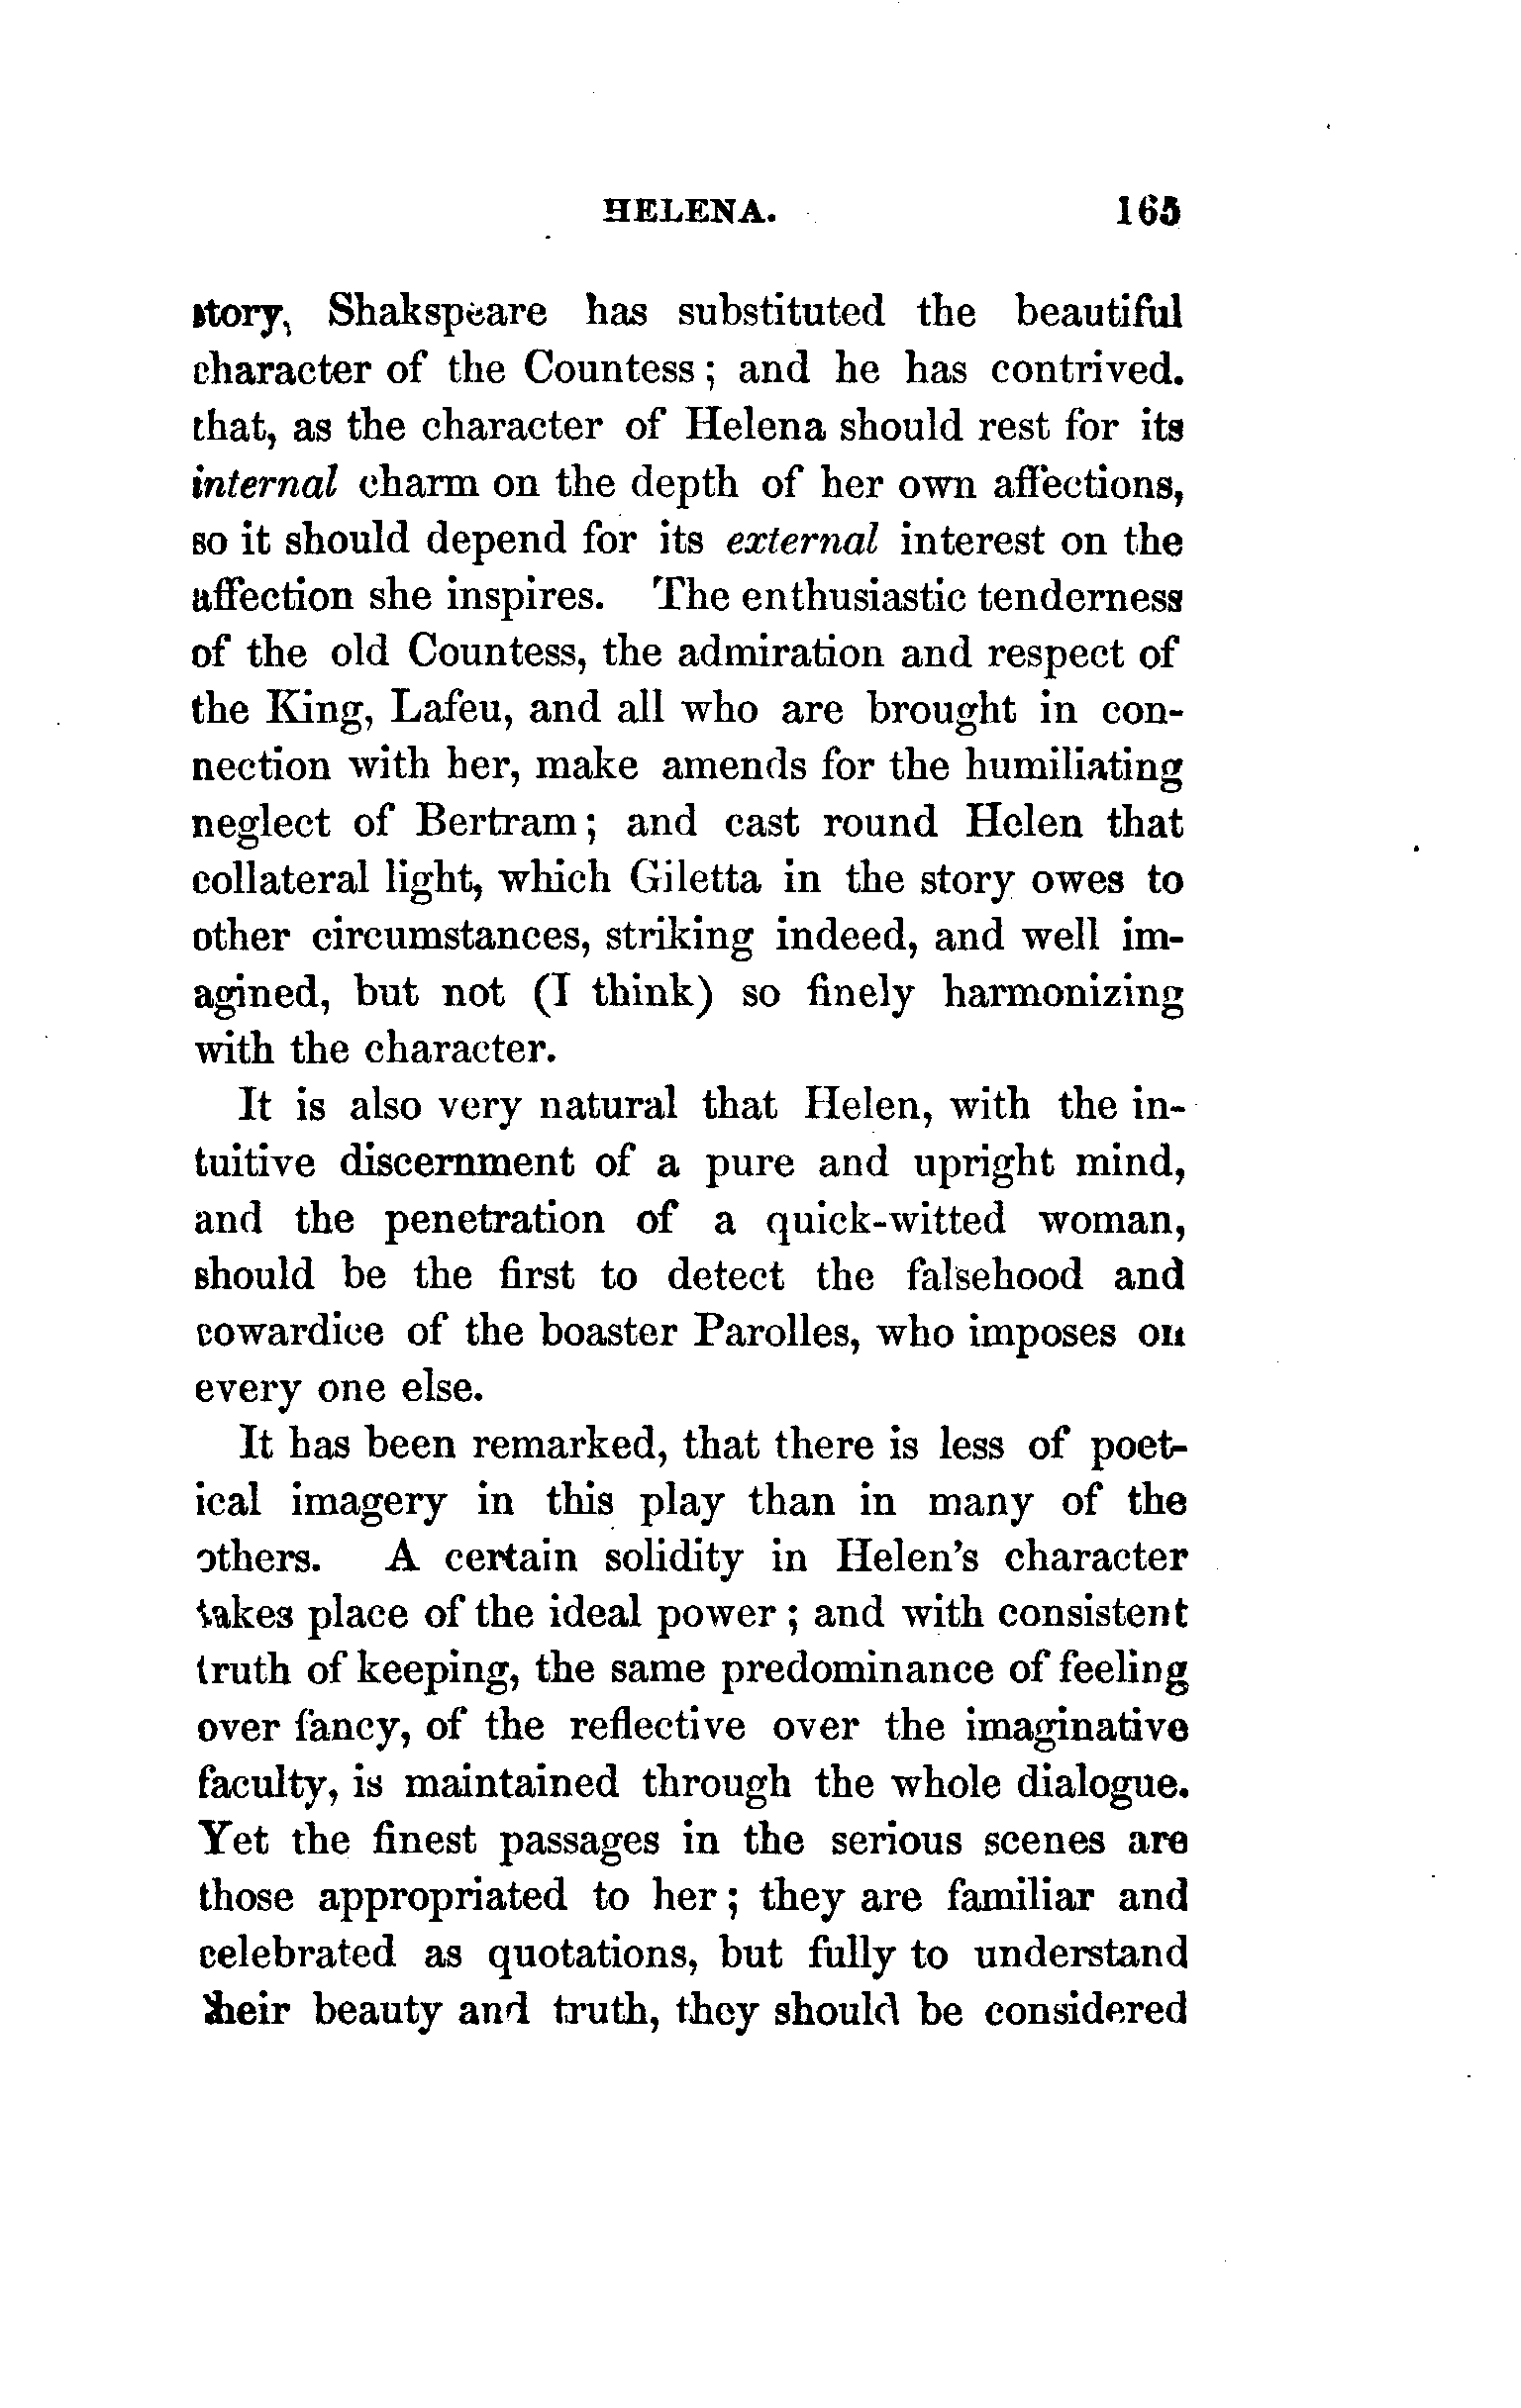 HELENA. 165
story, Shakspeare has substituted the beautiful
character of the Countess; and he has contrived.
that, as the character of Helena should rest for its
internal charm on the depth of her own affections,
so it should depend for its external interest on the
affection she inspires. The enthusiastic tenderness
of the old Countess, the admiration and respect of
the King, Lafeu, and all who are brought in con-
nection with her, make amends for the humiliating
neglect of Bertram; and cast round Helen that
collateral light, which Giletta in the story owes to
other circumstances, striking indeed, and well im-
agined, but not (I think) so finely harmonizing
with the character.
It is also very natural that Helen, with the in-
tuitive discernment of a pure and upright mind,
and the penetration of a quick-witted woman,
should be the first to detect the falsehood and
cowardice of the boaster Parolles, who imposes on
every one else.
It has been remarked, that there is less of poet-
ical imagery in this play than in many of the
others. A certain solidity in Helen's character
takes place of the ideal power; and with consistent
truth of keeping, the same predominance of feeling
over fancy, of the reflective over the imaginative
faculty, is maintained through the whole dialogue.
Yet the finest passages in the serious scenes are
those appropriated to her; they are familiar and
celebrated as quotations, but fully to understand
their beauty and truth, they should be considered